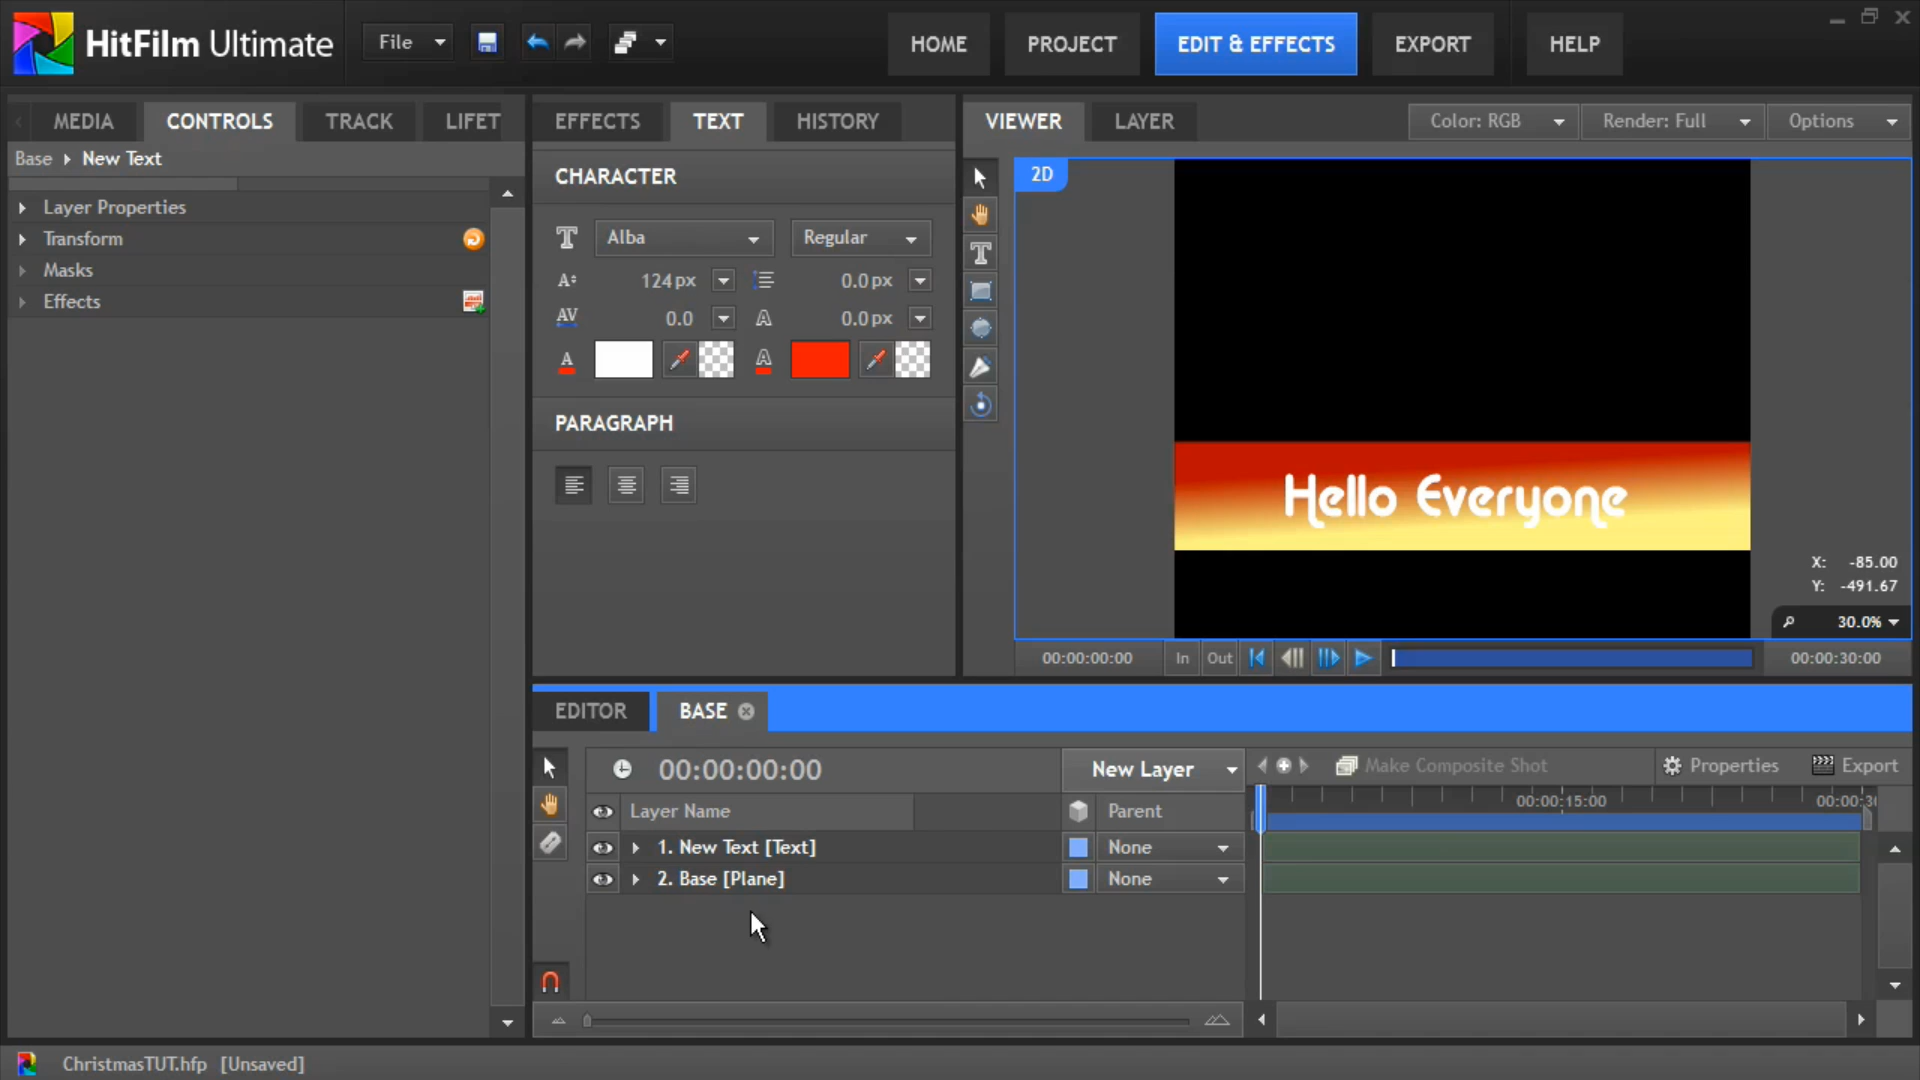 HitFilm Ultimate
File
HOME
PROJECT
EDIT & EFFECTS
EXPORT
HELP
MEDIA
CONTROLS
TRACK
LIFET
Base
New Text
Layer Properties
Transform
Masks
Effects
EFFECTS
TEXT
HISTORY
CHARACTER
Alba
Regular
124 px
0.0 px
0.0
0.0 px
PARAGRAPH
VIEWER
LAYER
Color: RGB
Render: Full
Options
2D
Hello Everyone
X: -85.00
Y: -491.67
30.0%
00:00:00:00
In
Out
00:00:30:00
EDITOR
BASE
00:00:00:00
New Layer
Make Composite Shot
Properties
Export
Layer Name
Parent
00:00:15:00
00:00:3
1. New Text [Text]
None
2. Base [Plane]
None
ChristmasTUT.hfp [Unsaved]